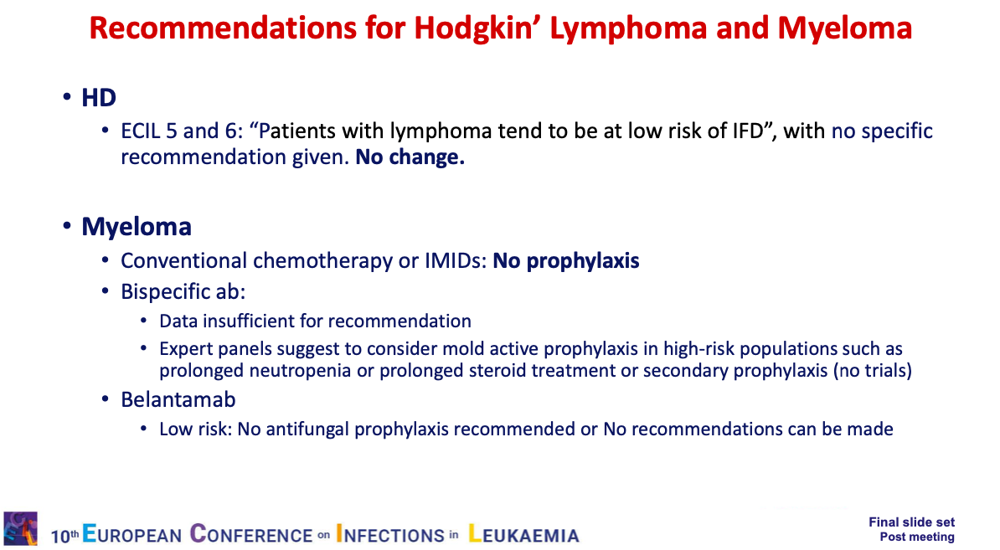 Recommendations for Hodgkin’ Lymphoma and Myeloma
• HD
• ECIL 5 and 6: “Patients with lymphoma tend to be at low risk of IFD”, with no specific
recommendation given. No change.
• Myeloma
• Conventional chemotherapy or IMIDs: No prophylaxis
• Bispecific ab:
• Data insufficient for recommendation
• Expert panels suggest to consider mold active prophylaxis in high-risk populations such as
prolonged neutropenia or prolonged steroid treatment or secondary prophylaxis (no trials)
• Belantamab
• Low risk: No antifungal prophylaxis recommended or No recommendations can be made
10th EUROPEAN CONFERENCE on INFECTIONS in LEUKAEMIA
Final slide set
Post meeting